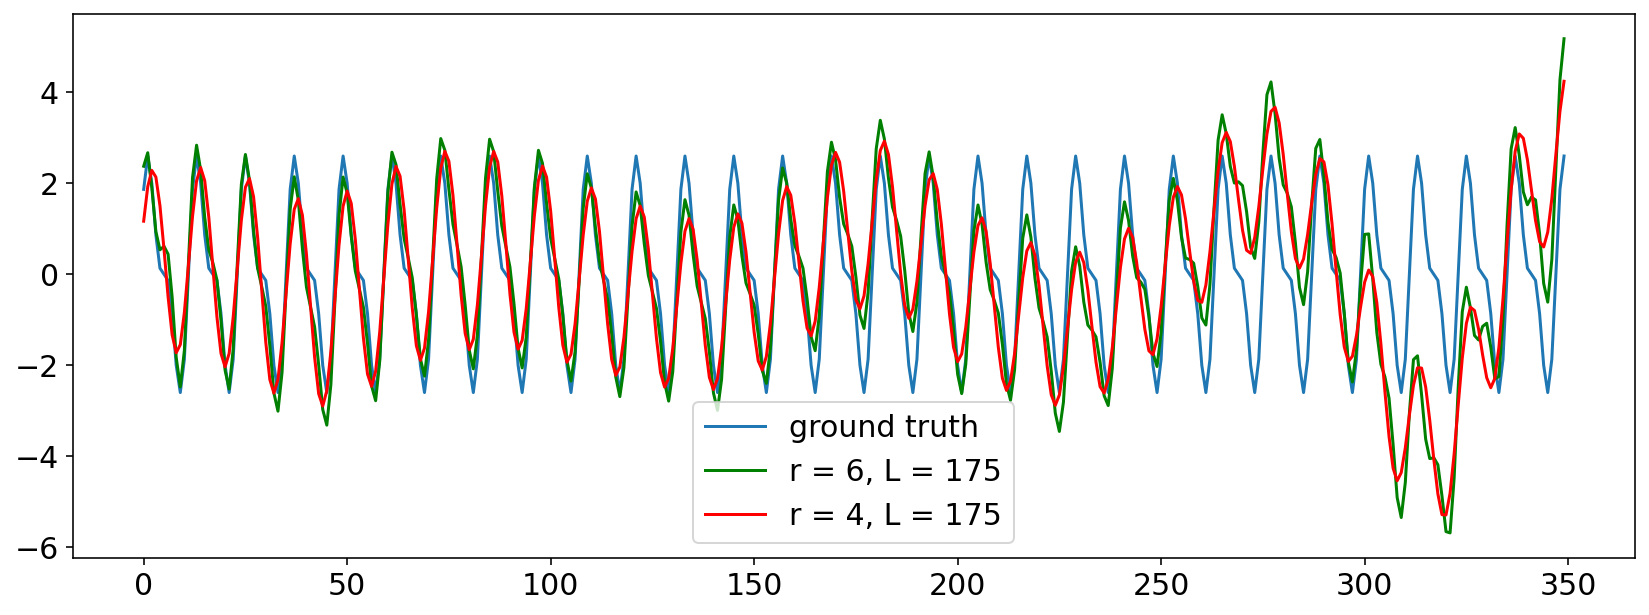 4
2
0
−2
−4
−6
0 50 100 150 200 250 300 350
ground truth
r = 6, L = 175
r = 4, L = 175